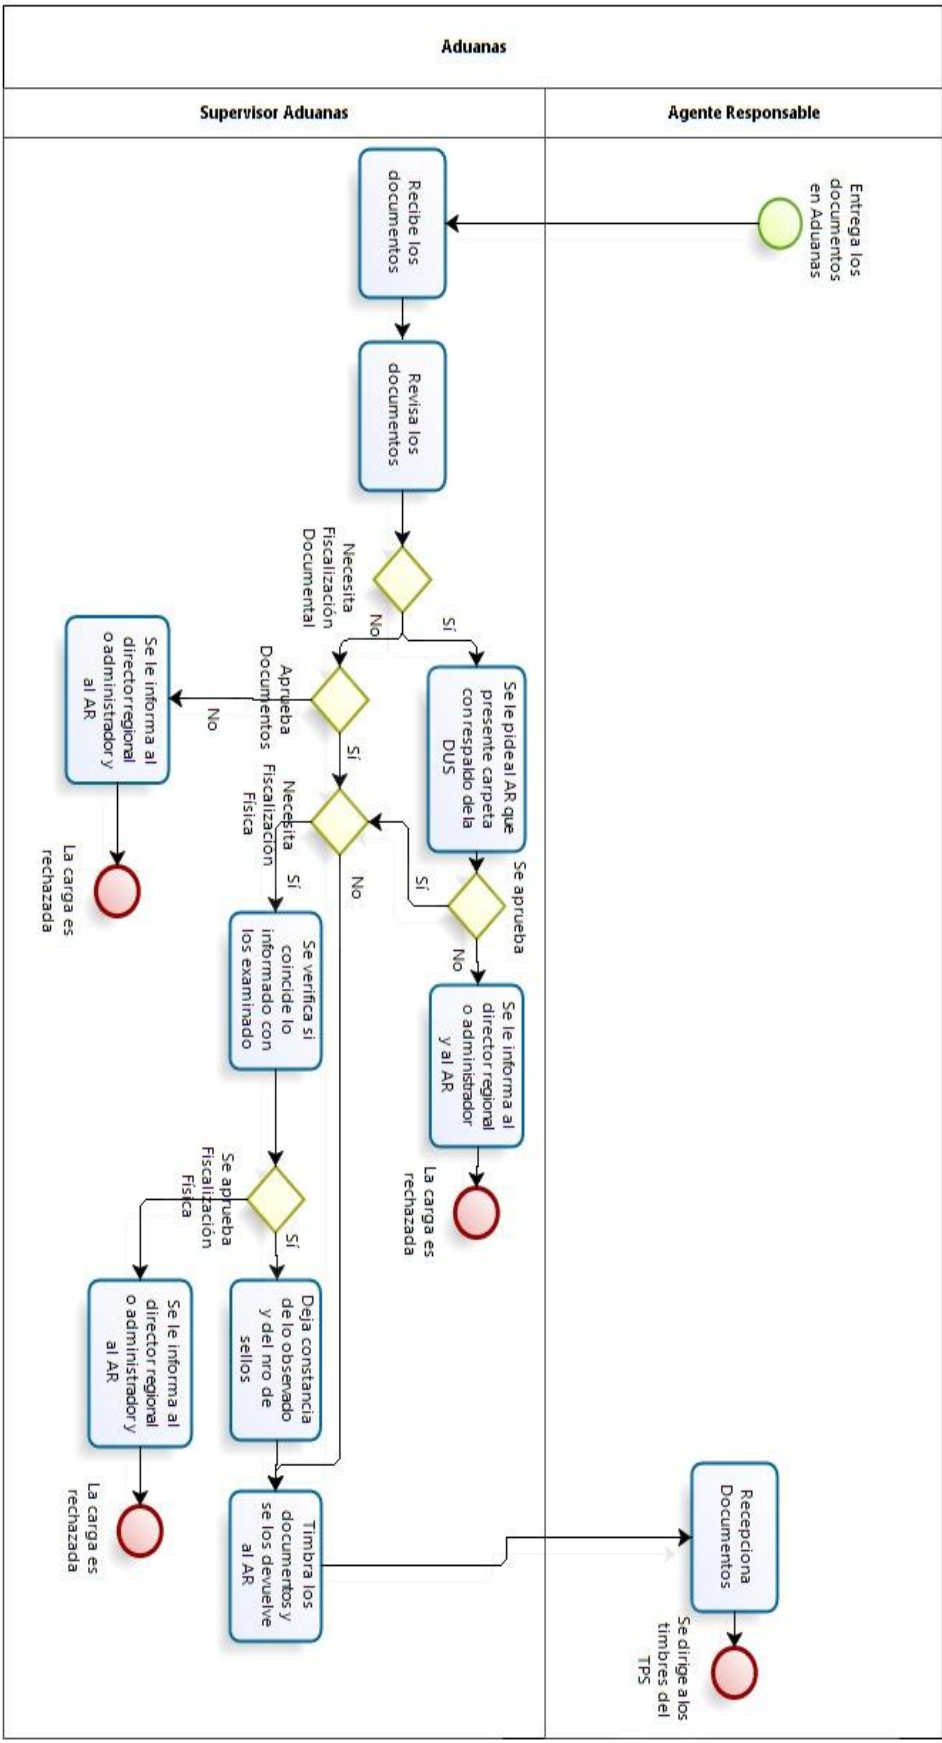 Aduanas
Supervisor Aduanas
Agente Responsable
Entrega los
documentos
en Aduanas
Recibe los
documentos
Revisa los
documentos
Necesita
Fiscalización
Documental
Sí
No
Se le pide al AR que
presente carpeta
con respaldo de la
DUS
Aprueba
Documentos
No
Sí
Se le informa al
director regional
o administrador y
al AR
La carga es
rechazada
Necesita
Fiscalización
Física
Sí
No
Se aprueba
Sí
No
Se le informa al
director regional
o administrador
y al AR
La carga es
rechazada
Se verifica si
coincide lo
informado con
los examinado
Se aprueba
Fiscalización
Física
Sí
Se le informa al
director regional
o administrador y
al AR
La carga es
rechazada
Deja constancia
de lo observado
y del nro de
sellos
Timbra los
documentos y
se los devuelve
al AR
Recepciona
Documentos
Se dirige a los
timbres del
TPS